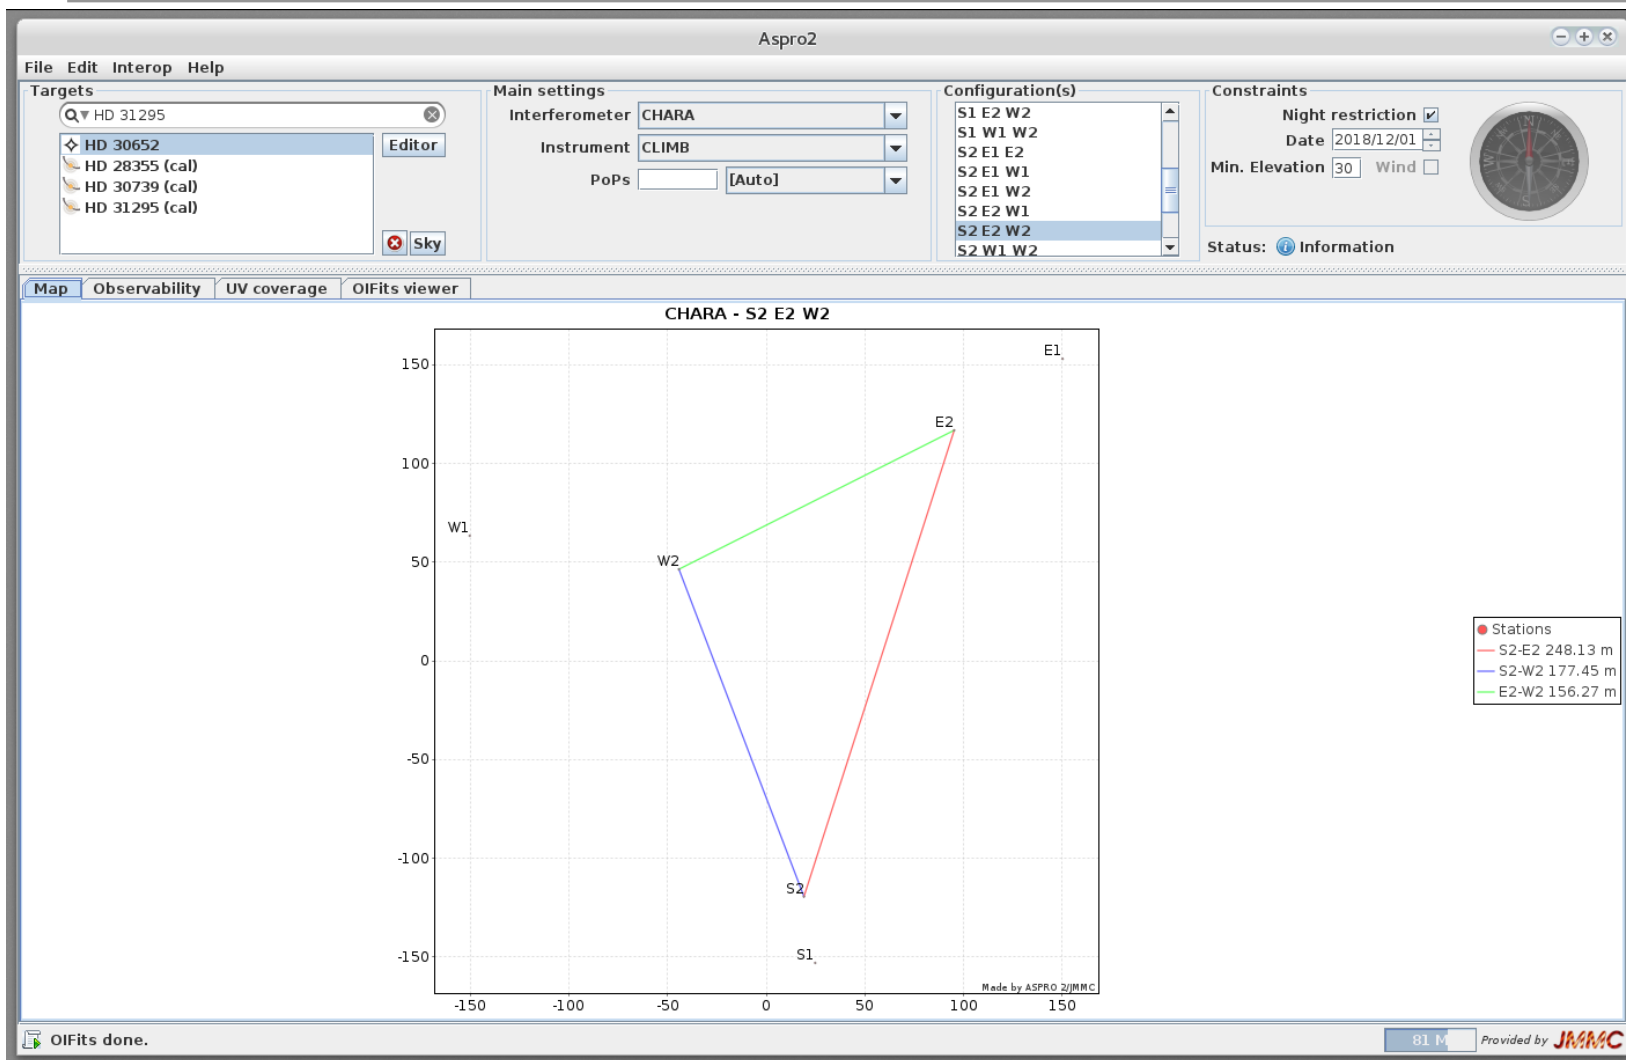 Aspro2
File Edit Interop Help
Targets
HD 31295
HD 30652
HD 28355 (cal)
HD 30739 (cal)
HD 31295 (cal)
Editor
Sky
Main settings
Interferometer CHARA
Instrument CLIMB
PoPs [Auto]
Configuration(s)
S1 E2 W2
S1 W1 W2
S2 E1 E2
S2 E1 W1
S2 E1 W2
S2 E2 W1
S2 E2 W2
S2 W1 W2
Constraints
Night restriction
Date 2018/12/01
Min. Elevation 30 Wind
N
E
S
W
Status: Information
Map Observability UV coverage OIFits viewer
CHARA - S2 E2 W2
150
100
50
0
-50
-100
-150
E1
E2
W1
W2
S2
S1
Made by ASPRO 2/JMMC
-150 -100 -50 0 50 100 150
Stations
S2-E2 248.13 m
S2-W2 177.45 m
E2-W2 156.27 m
OIFits done.
81 M
Provided by JMMC